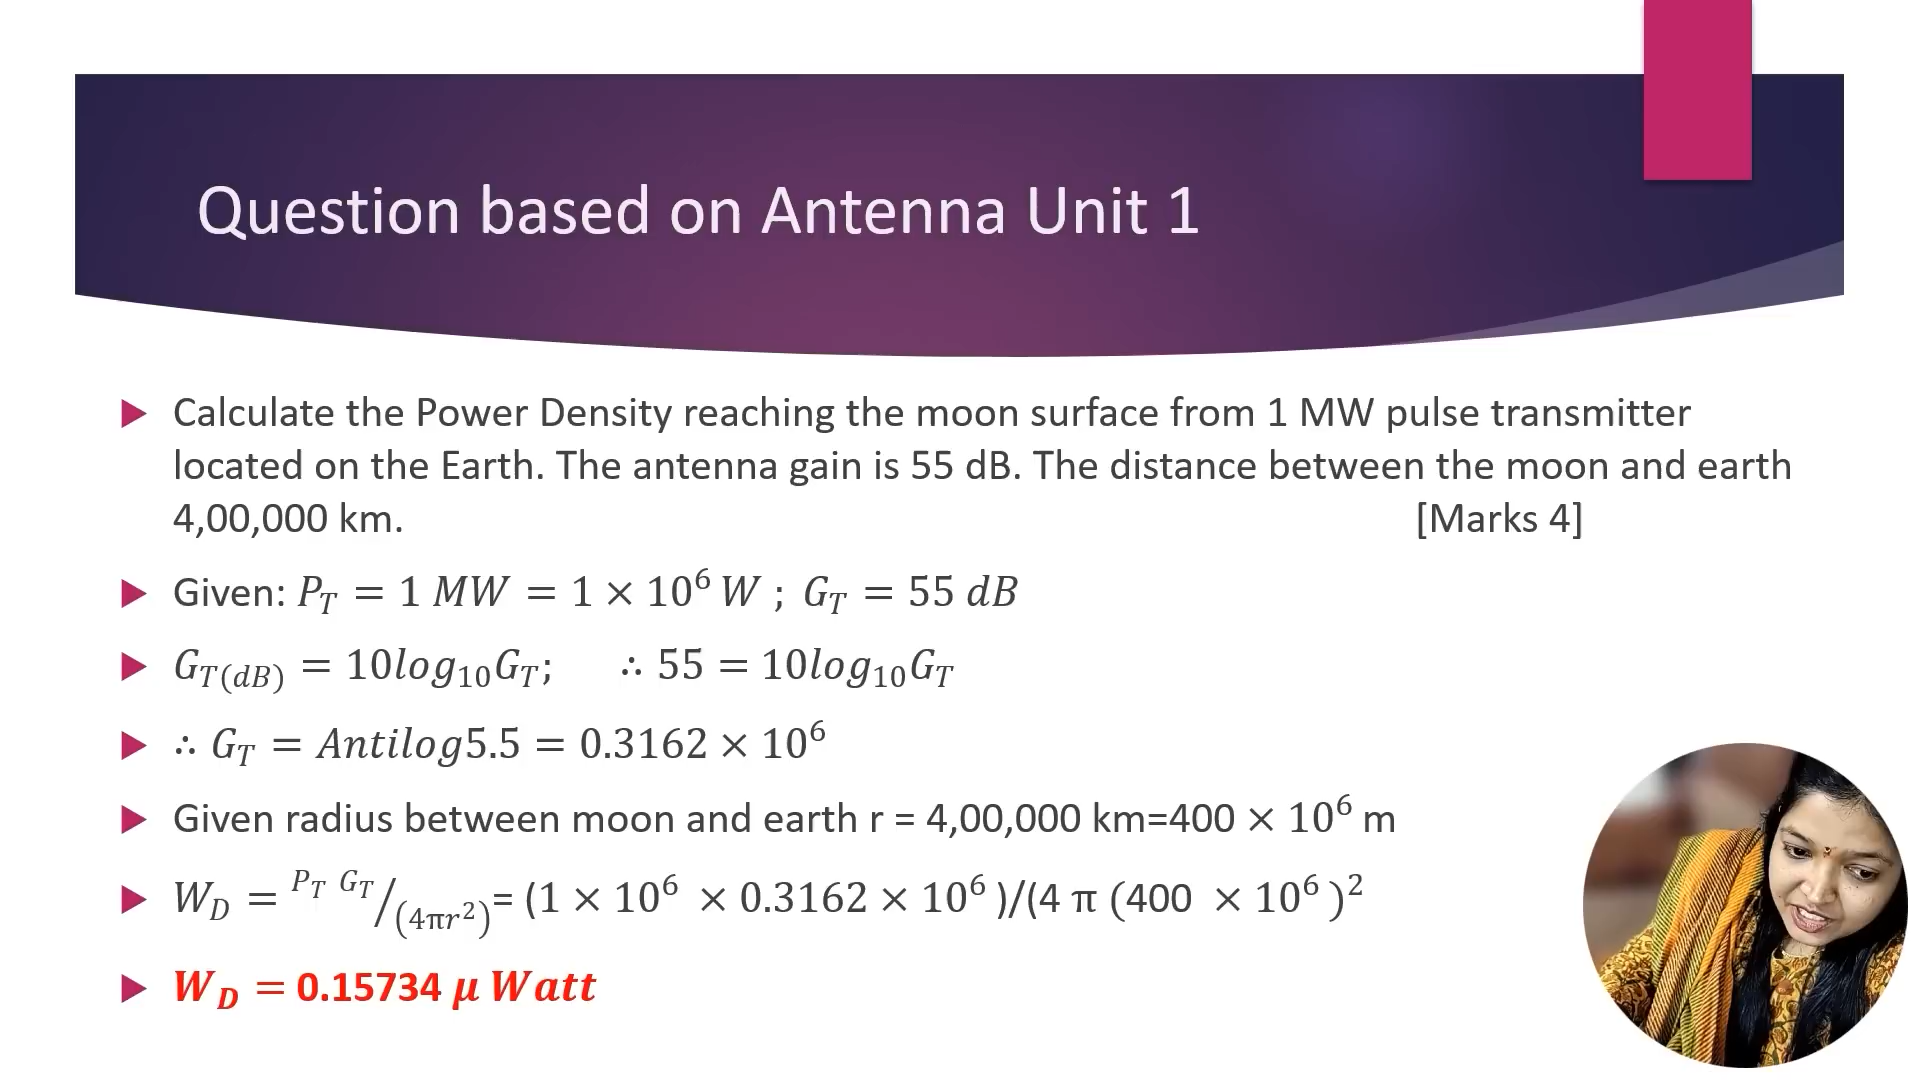 Question based on Antenna Unit 1
Calculate the Power Density reaching the moon surface from 1 MW pulse transmitter
located on the Earth. The antenna gain is 55 dB. The distance between the moon and earth
4,00,000 km. [Marks 4]
Given: P_T = 1 MW = 1 × 10^6 W ; G_T = 55 dB
G_T(dB) = 10log_10 G_T; ∴ 55 = 10log_10 G_T
∴ G_T = Antilog5.5 = 0.3162 × 10^6
Given radius between moon and earth r = 4,00,000 km=400 × 10^6 m
W_D = P_T G_T/(4πr^2)= (1 × 10^6 × 0.3162 × 10^6 )/(4 π (400 × 10^6 )^2
W_D = 0.15734 μ Watt